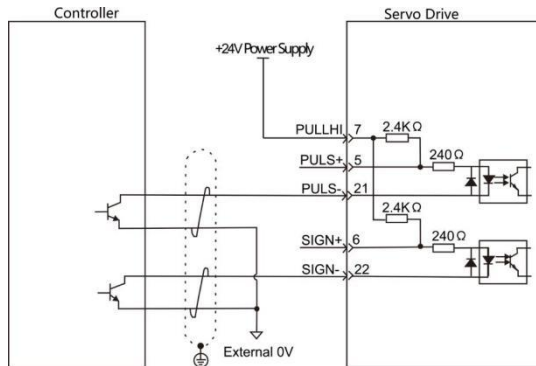 Controller
Servo Drive
+24V Power Supply
PULLHI 7
2.4KΩ
PULS+ 5
240Ω
PULS- 21
2.4KΩ
SIGN+ 6
240Ω
SIGN- 22
External 0V